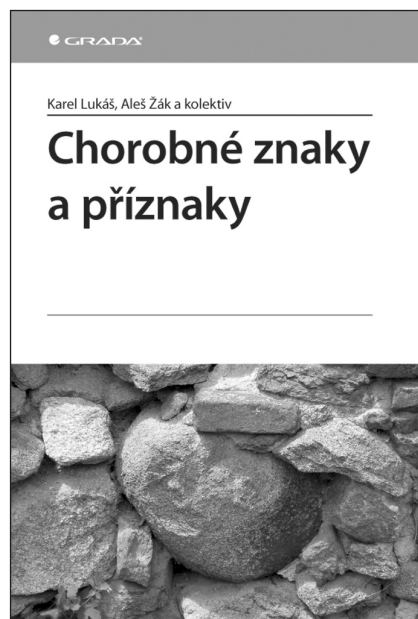 GRADA
Karel Lukáš, Aleš Žák a kolektiv
Chorobné znaky
a příznaky